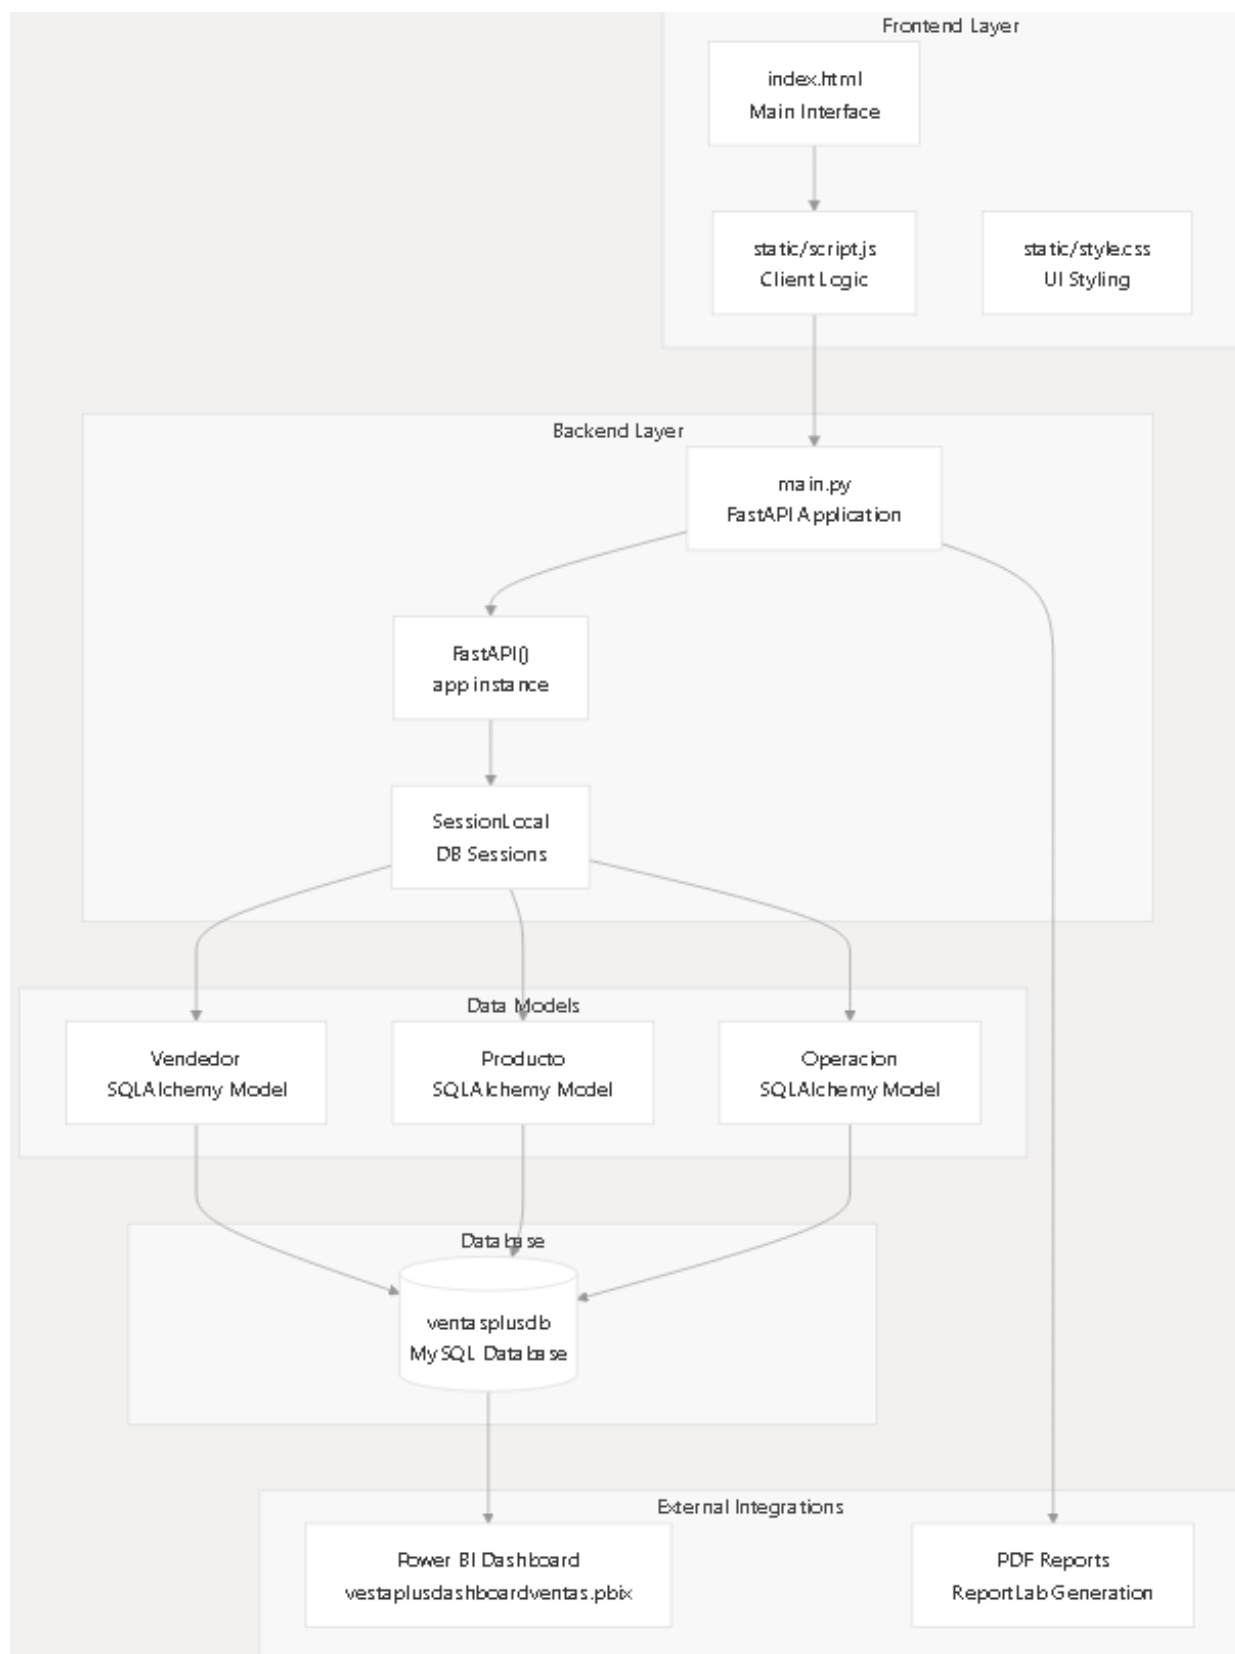 Frontend Layer
index.html
Main Interface
static/script.js
Client Logic
static/style.css
UI Styling
Backend Layer
main.py
FastAPI Application
FastAPI()
app instance
SessionLocal
DB Sessions
Data Models
Vendedor
SQLAlchemy Model
Producto
SQLAlchemy Model
Operacion
SQLAlchemy Model
Database
ventasplusdb
MySQL Database
External Integrations
Power BI Dashboard
vestaplusdashboardventas.pbix
PDF Reports
ReportLab Generation